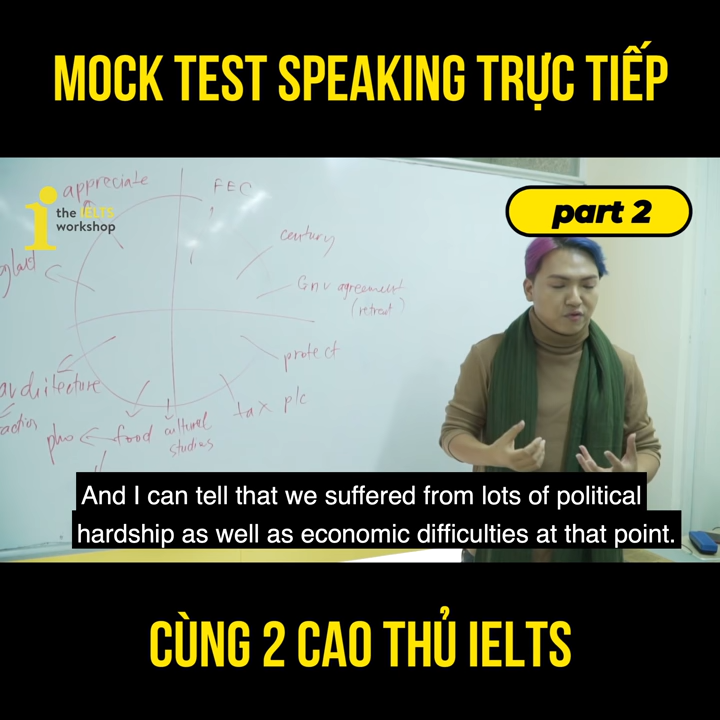 MOCK TEST SPEAKING TRỰC TIẾP
appreciate
FEC
i the IELTS
workshop
part 2
century
Gnv agreement
(retreat)
protect
architecture
tax plc
pho
food
cultural
studies
And I can tell that we suffered from lots of political
hardship as well as economic difficulties at that point.
CÙNG 2 CAO THỦ IELTS